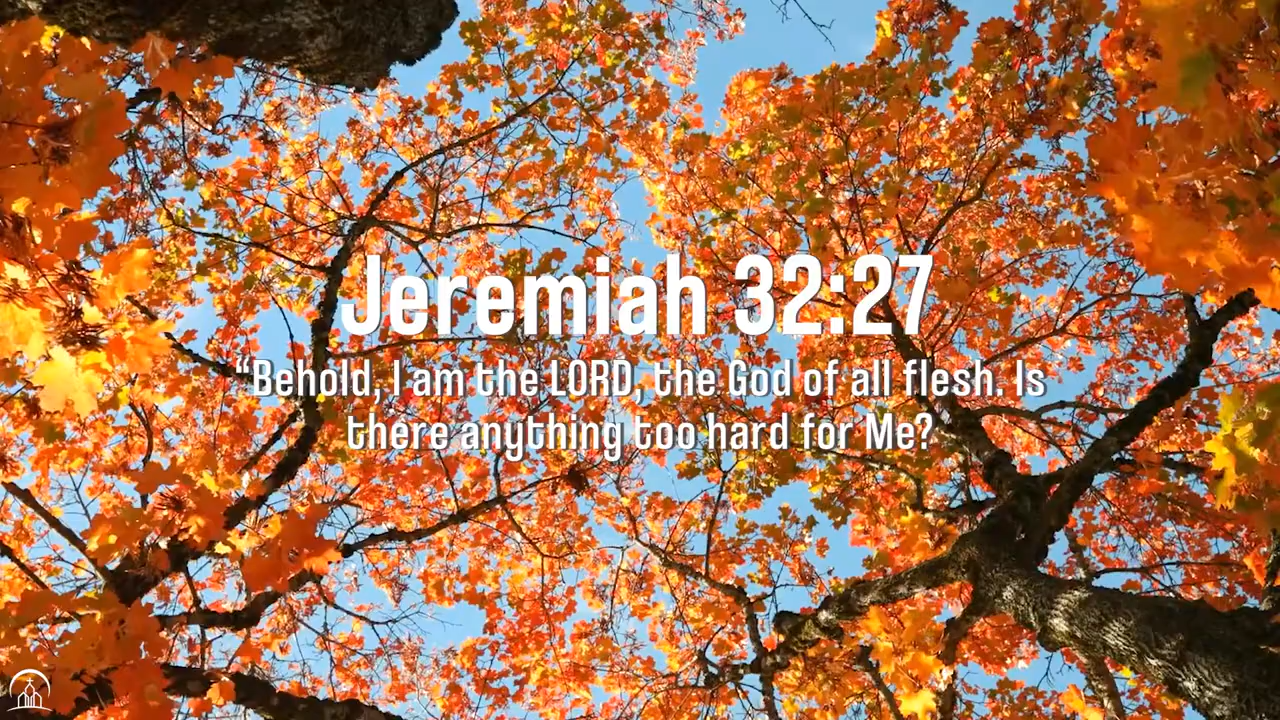 Jeremiah 32:27
“Behold, I am the LORD, the God of all flesh. Is
there anything too hard for Me?